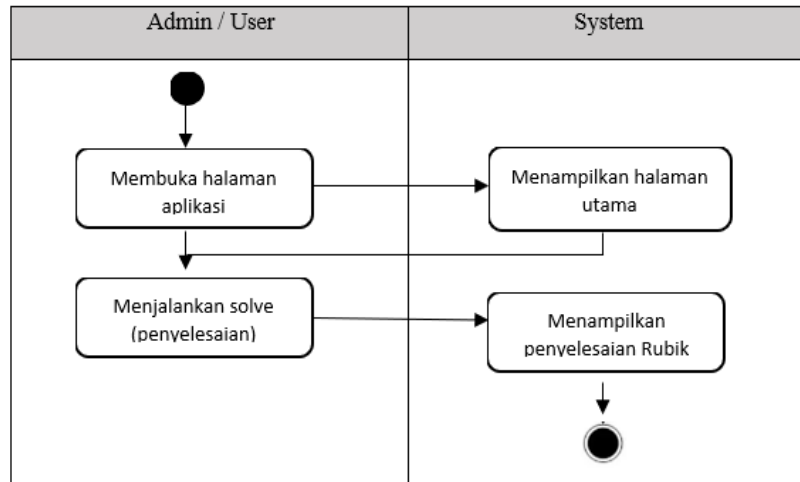 Admin / User
System
Membuka halaman
aplikasi
Menampilkan halaman
utama
Menjalankan solve
(penyelesaian)
Menampilkan
penyelesaian Rubik